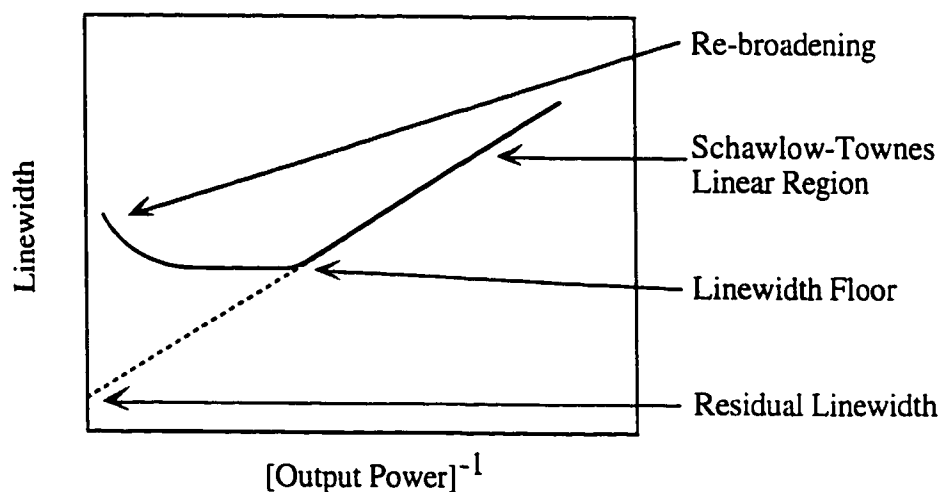 Re-broadening
Schawlow-Townes
Linear Region
Linewidth
Linewidth Floor
Residual Linewidth
[Output Power]-1